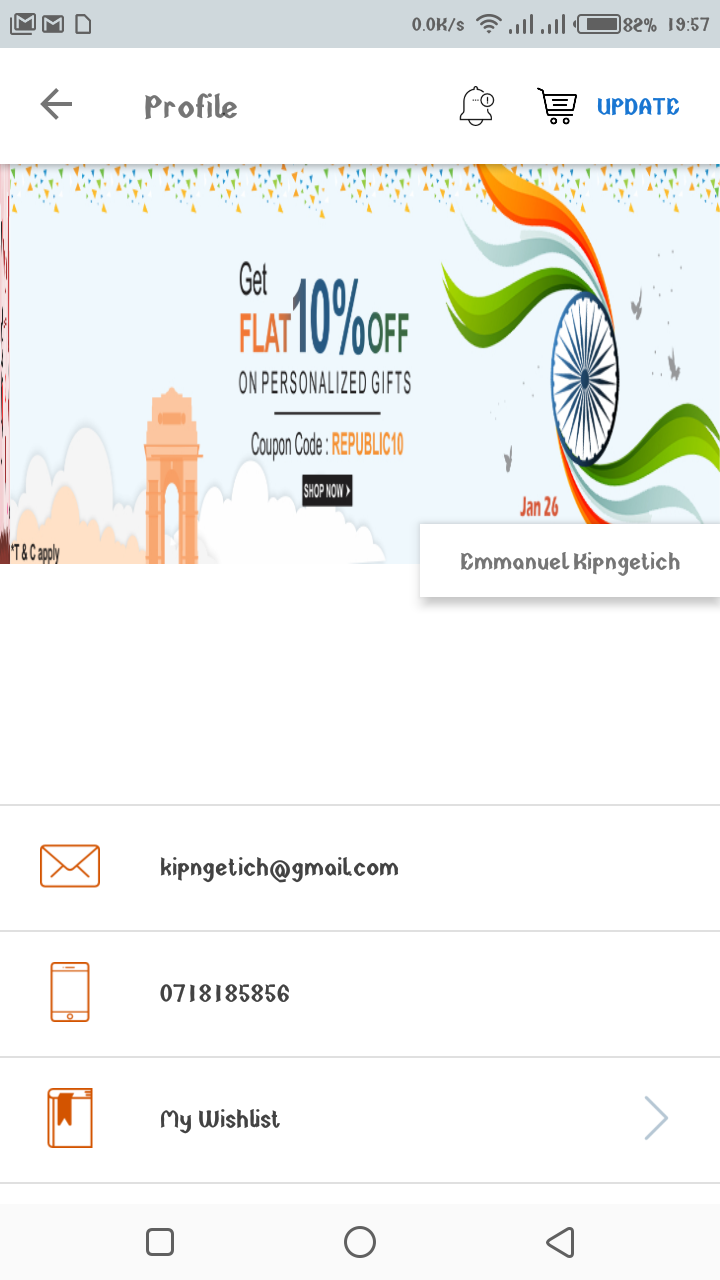 0.0K/s 82% 19:57
Profile UPDATE
Get
FLAT 10% OFF
ON PERSONALIZED GIFTS
Coupon Code : REPUBLIC10
SHOP NOW
Jan 26
*T & C apply
Emmanuel Kipngetich
kipngetich@gmail.com
0718185856
My Wishlist